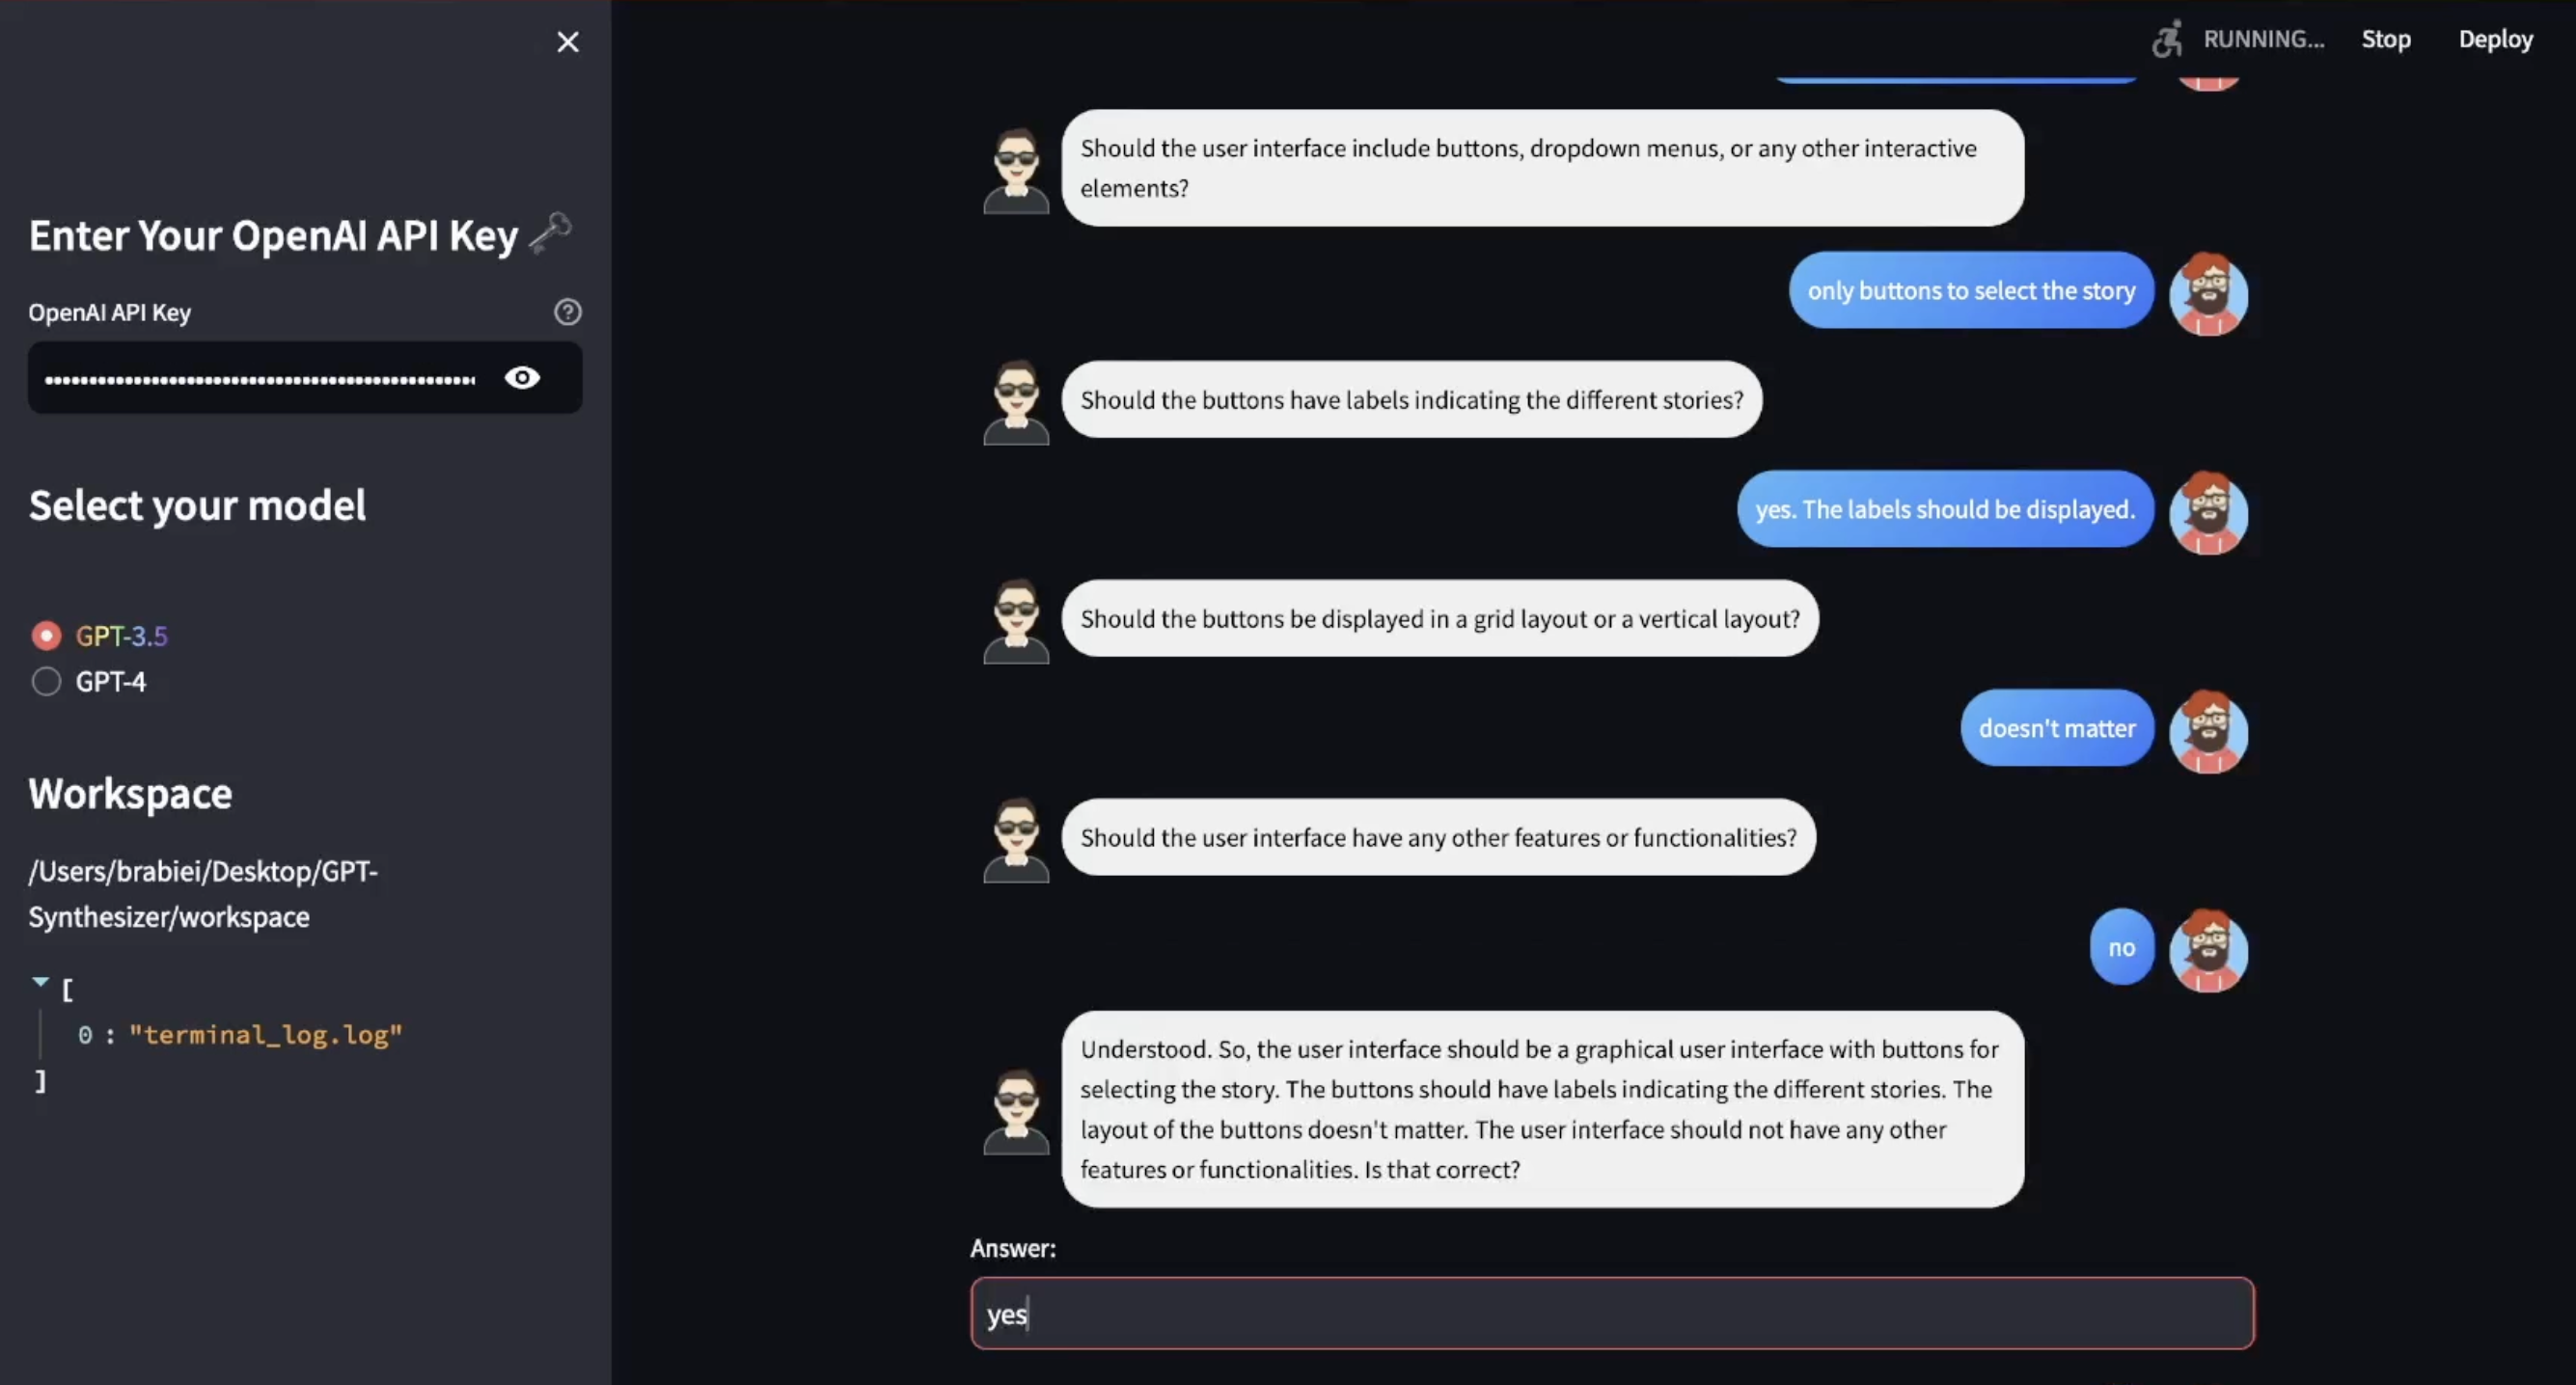 RUNNING...
Stop
Deploy
Enter Your OpenAI API Key
OpenAI API Key
Select your model
GPT-3.5
GPT-4
Workspace
/Users/brabiei/Desktop/GPT-
Synthesizer/workspace
[
0 : "terminal_log.log"
]
Should the user interface include buttons, dropdown menus, or any other interactive
elements?
only buttons to select the story
Should the buttons have labels indicating the different stories?
yes. The labels should be displayed.
Should the buttons be displayed in a grid layout or a vertical layout?
doesn't matter
Should the user interface have any other features or functionalities?
no
Understood. So, the user interface should be a graphical user interface with buttons for
selecting the story. The buttons should have labels indicating the different stories. The
layout of the buttons doesn't matter. The user interface should not have any other
features or functionalities. Is that correct?
Answer:
yes